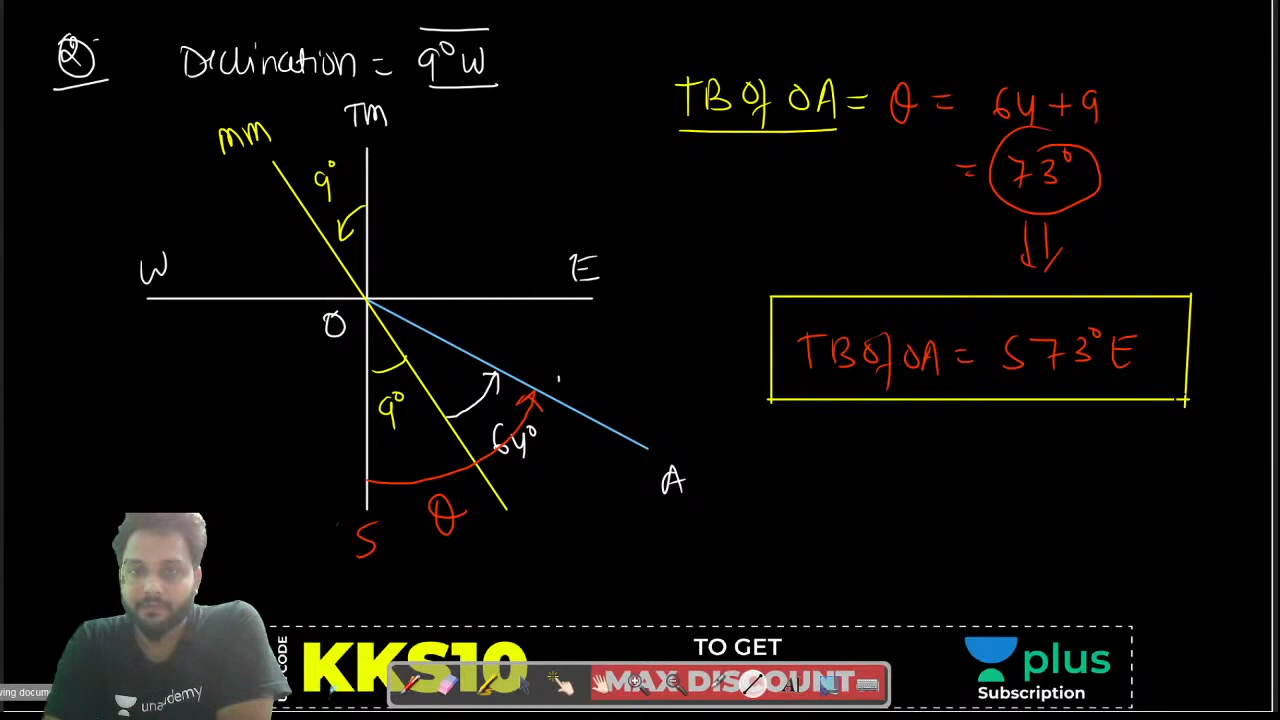 Q
Declination = 9° W
TM
MM
9°
W
E
O
9°
64°
A
θ
S
TB of OA = θ = 64 + 9
= 73°
TB of OA = S 73° E
unacademy
KKS10
TO GET
MAX DISCOUNT
plus
Subscription